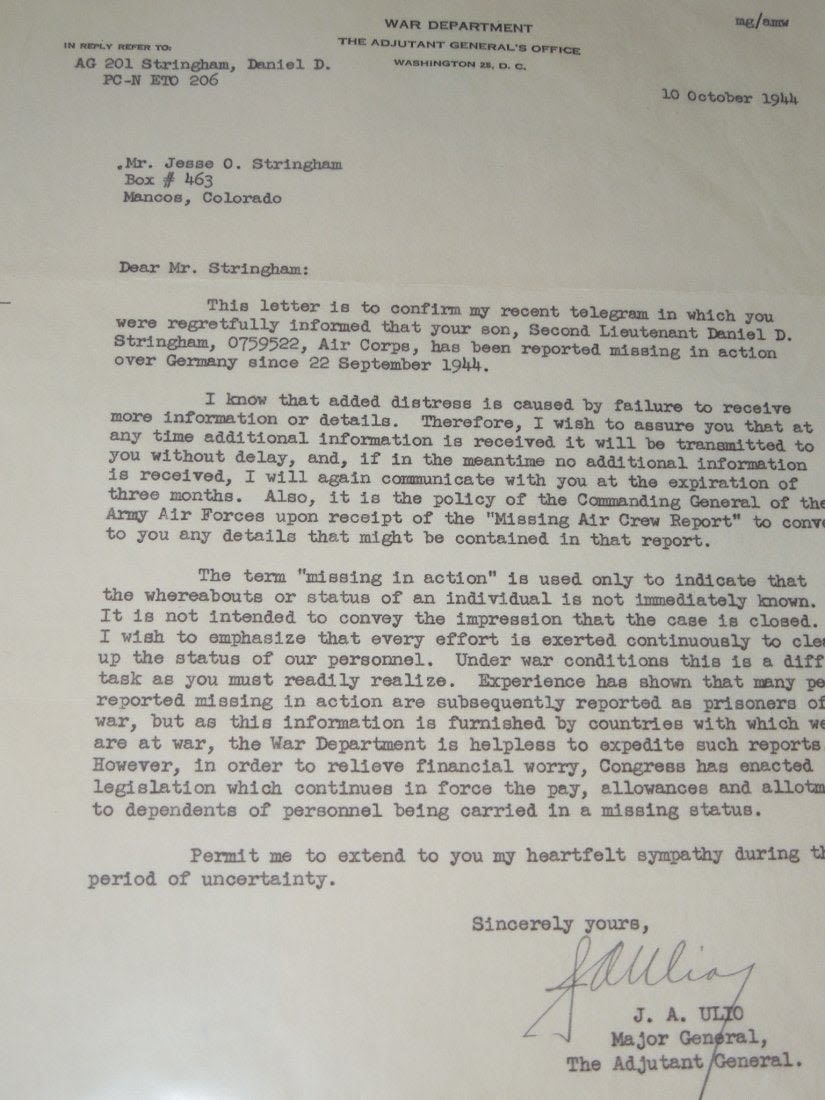 mg/amw
WAR DEPARTMENT
THE ADJUTANT GENERAL'S OFFICE
WASHINGTON 25, D. C.
IN REPLY REFER TO:
AG 201 Stringham, Daniel D.
PC-N ETO 206
10 October 1944
Mr. Jesse O. Stringham
Box # 463
Mancos, Colorado
Dear Mr. Stringham:
This letter is to confirm my recent telegram in which you
were regretfully informed that your son, Second Lieutenant Daniel D.
Stringham, 0759522, Air Corps, has been reported missing in action
over Germany since 22 September 1944.
I know that added distress is caused by failure to receive
more information or details. Therefore, I wish to assure you that at
any time additional information is received it will be transmitted to
you without delay, and, if in the meantime no additional information
is received, I will again communicate with you at the expiration of
three months. Also, it is the policy of the Commanding General of the
Army Air Forces upon receipt of the "Missing Air Crew Report" to conv
to you any details that might be contained in that report.
The term "missing in action" is used only to indicate that
the whereabouts or status of an individual is not immediately known.
It is not intended to convey the impression that the case is closed.
I wish to emphasize that every effort is exerted continuously to clea
up the status of our personnel. Under war conditions this is a diff
task as you must readily realize. Experience has shown that many pe
reported missing in action are subsequently reported as prisoners of
war, but as this information is furnished by countries with which we
are at war, the War Department is helpless to expedite such reports
However, in order to relieve financial worry, Congress has enacted
legislation which continues in force the pay, allowances and allotm
to dependents of personnel being carried in a missing status.
Permit me to extend to you my heartfelt sympathy during th
period of uncertainty.
Sincerely yours,
J A Ulio
J. A. ULIO
Major General,
The Adjutant General.